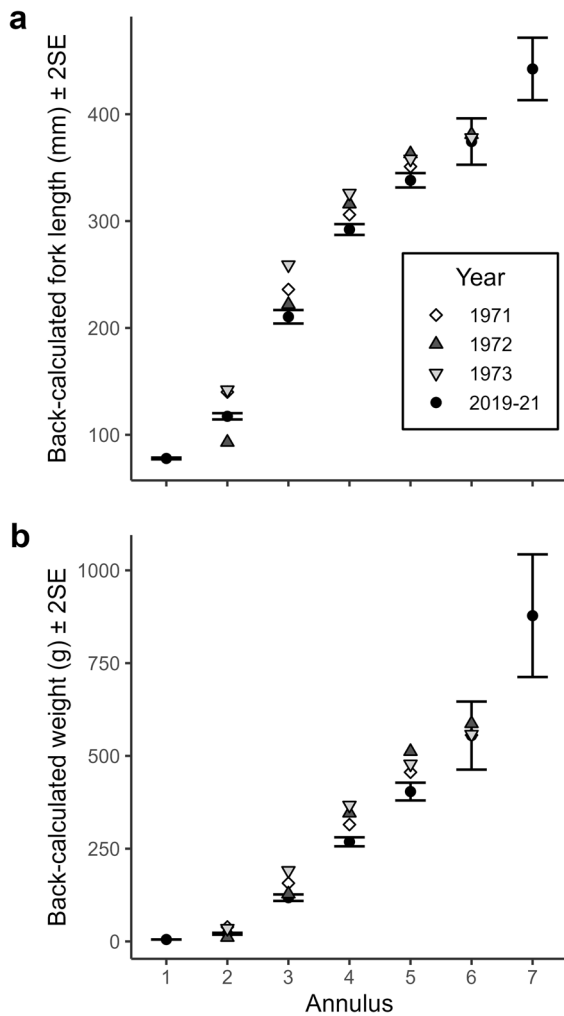 a
Back-calculated fork length (mm) ± 2SE
400
300
200
100
Year
1971
1972
1973
2019-21
b
Back-calculated weight (g) ± 2SE
1000
750
500
250
0
1 2 3 4 5 6 7
Annulus